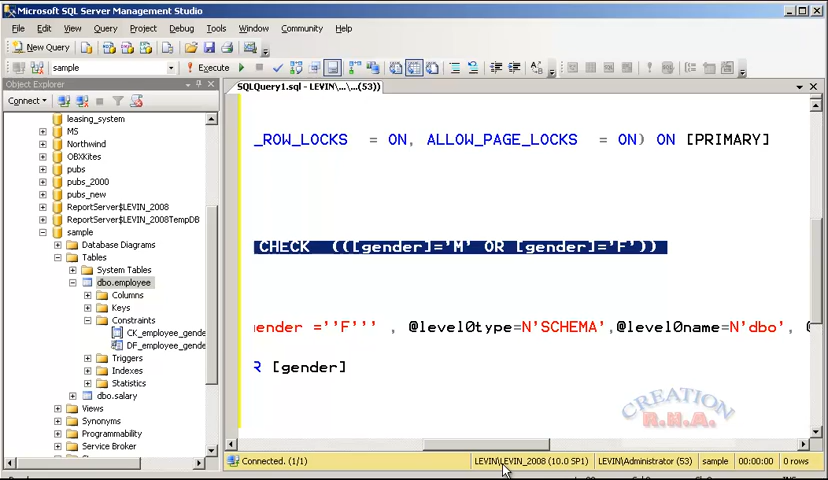 Microsoft SQL Server Management Studio
File Edit View Query Project Debug Tools Window Community Help
New Query
sample Execute
Object Explorer
SQLQuery1.sql - LEVIN\...\...(53))
Connect
leasing_system
MS
Northwind
OBXKites
pubs
pubs_2000
pubs_new
ReportServer$LEVIN_2008
ReportServer$LEVIN_2008TempDB
sample
Database Diagrams
Tables
System Tables
dbo.employee
Columns
Keys
Constraints
CK_employee_gende
DF_employee_gende
Triggers
Indexes
Statistics
dbo.salary
Views
Synonyms
Programmability
Service Broker
_ROW_LOCKS = ON, ALLOW_PAGE_LOCKS = ON) ON [PRIMARY]
CHECK (([gender]='M' OR [gender]='F'))
gender =''F''' , @level0type=N'SCHEMA',@level0name=N'dbo', @
R [gender]
CREATION
R.N.A.
Connected. (1/1) LEVIN\LEVIN_2008 (10.0 SP1) LEVIN\Administrator (53) sample 00:00:00 0 rows